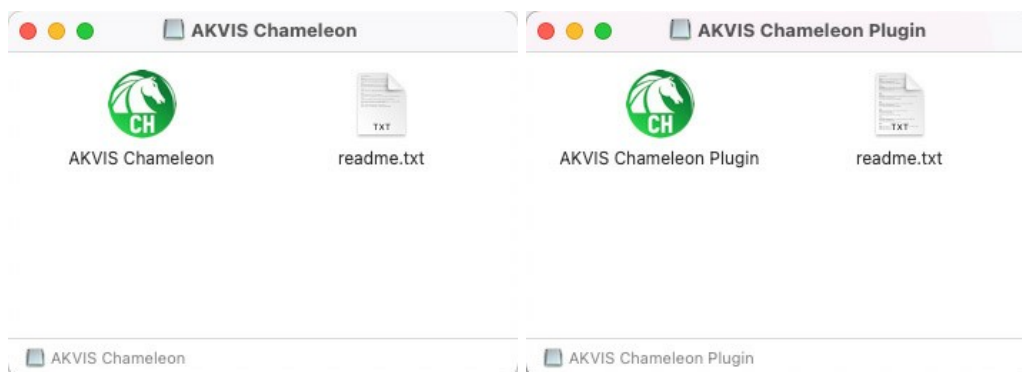 AKVIS Chameleon
CH
TXT
AKVIS Chameleon
readme.txt
AKVIS Chameleon
AKVIS Chameleon Plugin
CH
TXT
AKVIS Chameleon Plugin
readme.txt
AKVIS Chameleon Plugin